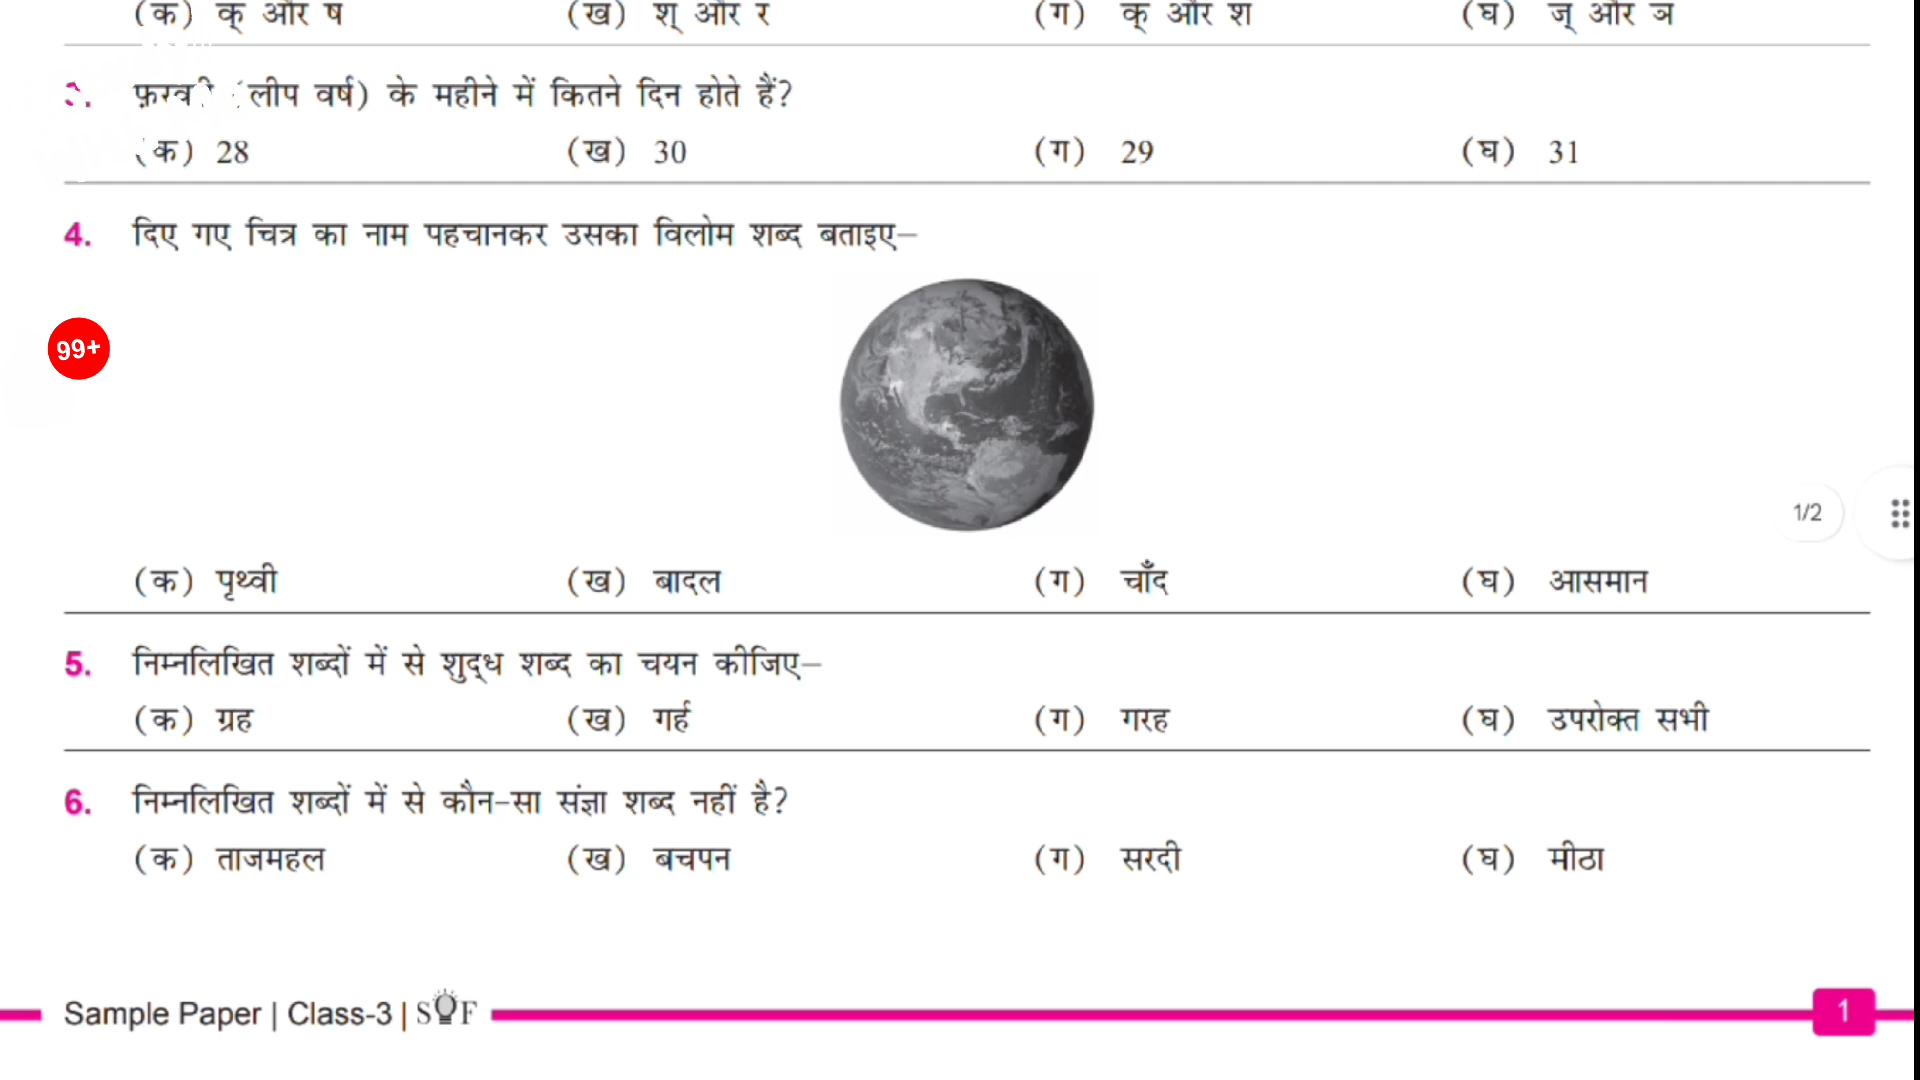 (क) क् और ष (ख) श् और र (ग) क् और श (घ) ज् और ञ
(लीप वर्ष) के महीने में कितने दिन होते हैं?
(क) 28 (ख) 30 (ग) 29 (घ) 31
4. दिए गए चित्र का नाम पहचानकर उसका विलोम शब्द बताइए–
99+
1/2
(क) पृथ्वी (ख) बादल (ग) चाँद (घ) आसमान
5. निम्नलिखित शब्दों में से शुद्ध शब्द का चयन कीजिए–
(क) ग्रह (ख) गर्ह (ग) गरह (घ) उपरोक्त सभी
6. निम्नलिखित शब्दों में से कौन-सा संज्ञा शब्द नहीं है?
(क) ताजमहल (ख) बचपन (ग) सरदी (घ) मीठा
Sample Paper | Class-3 | SOF 1